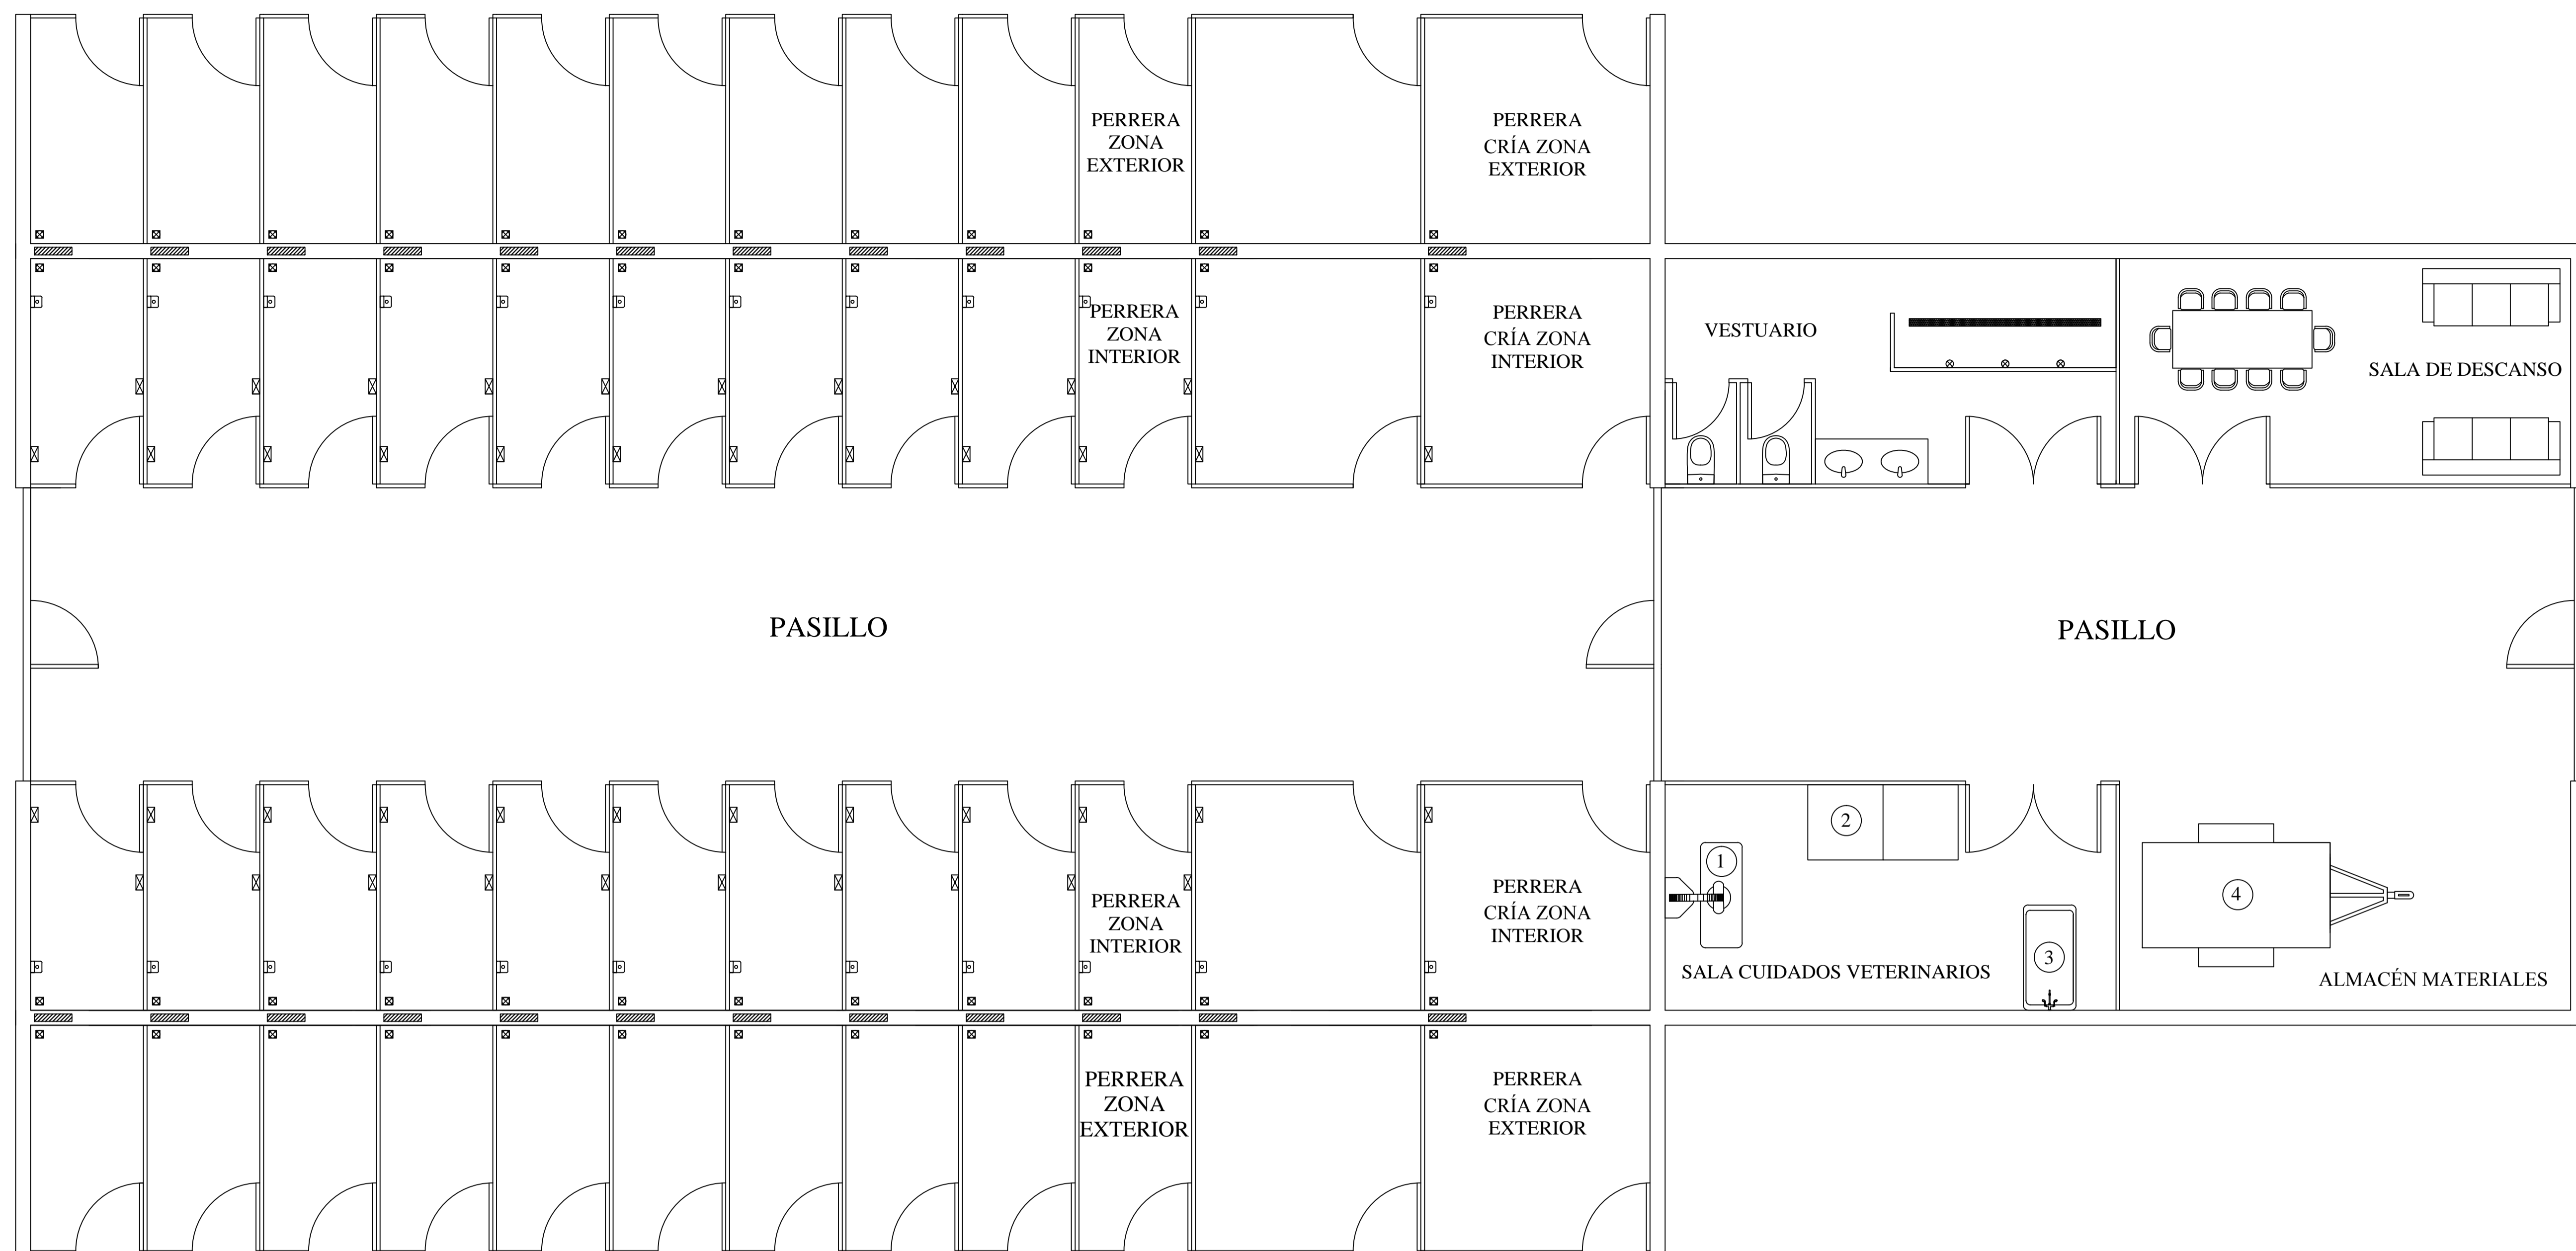 PERRERA
ZONA
EXTERIOR
PERRERA
CRÍA ZONA
EXTERIOR
PERRERA
ZONA
INTERIOR
PERRERA
CRÍA ZONA
INTERIOR
VESTUARIO
SALA DE DESCANSO
PASILLO
PASILLO
PERRERA
ZONA
INTERIOR
PERRERA
CRÍA ZONA
INTERIOR
1
2
3
4
SALA CUIDADOS VETERINARIOS
ALMACÉN MATERIALES
PERRERA
ZONA
EXTERIOR
PERRERA
CRÍA ZONA
EXTERIOR